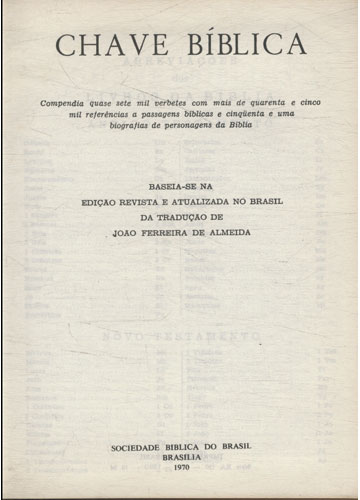 CHAVE BÍBLICA
Compendia quase sete mil verbetes com mais de quarenta e cinco
mil referências a passagens bíblicas e cinqüenta e uma
biografias de personagens da Bíblia
BASEIA-SE NA
EDIÇÃO REVISTA E ATUALIZADA NO BRASIL
DA TRADUÇÃO DE
JOÃO FERREIRA DE ALMEIDA
NOVO TESTAMENTO
SOCIEDADE BÍBLICA DO BRASIL
BRASÍLIA
1970